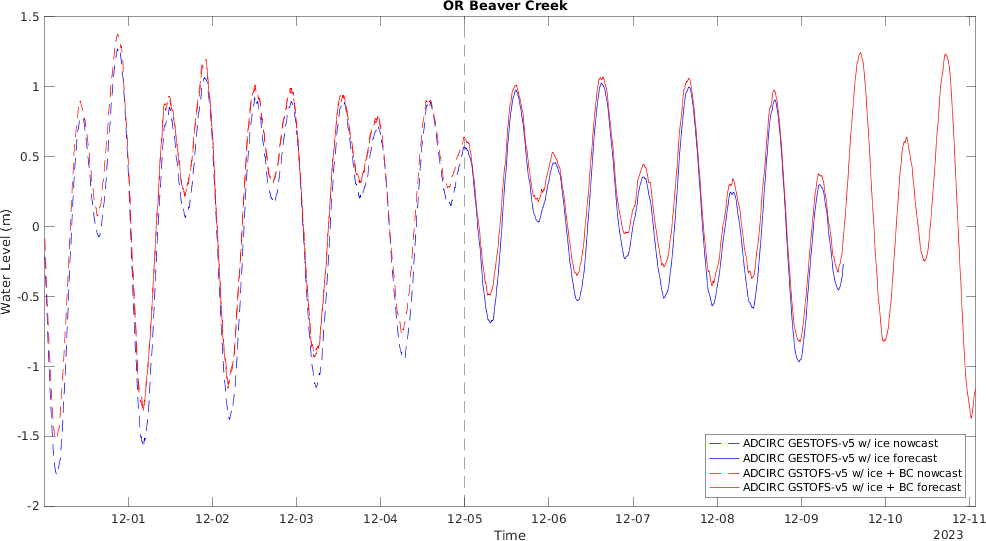 OR Beaver Creek
1.5
1
0.5
0
-0.5
-1
-1.5
-2
Water Level (m)
12-01 12-02 12-03 12-04 12-05 12-06 12-07 12-08 12-09 12-10 12-11
Time
2023
ADCIRC GESTOFS-v5 w/ ice nowcast
ADCIRC GESTOFS-v5 w/ ice forecast
ADCIRC GSTOFS-v5 w/ ice + BC nowcast
ADCIRC GSTOFS-v5 w/ ice + BC forecast